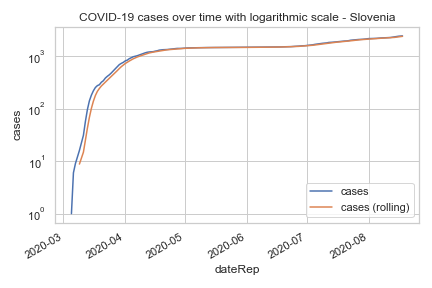 COVID-19 cases over time with logarithmic scale - Slovenia
cases
10³
10²
10¹
10⁰
cases
cases (rolling)
2020-03
2020-04
2020-05
2020-06
2020-07
2020-08
dateRep